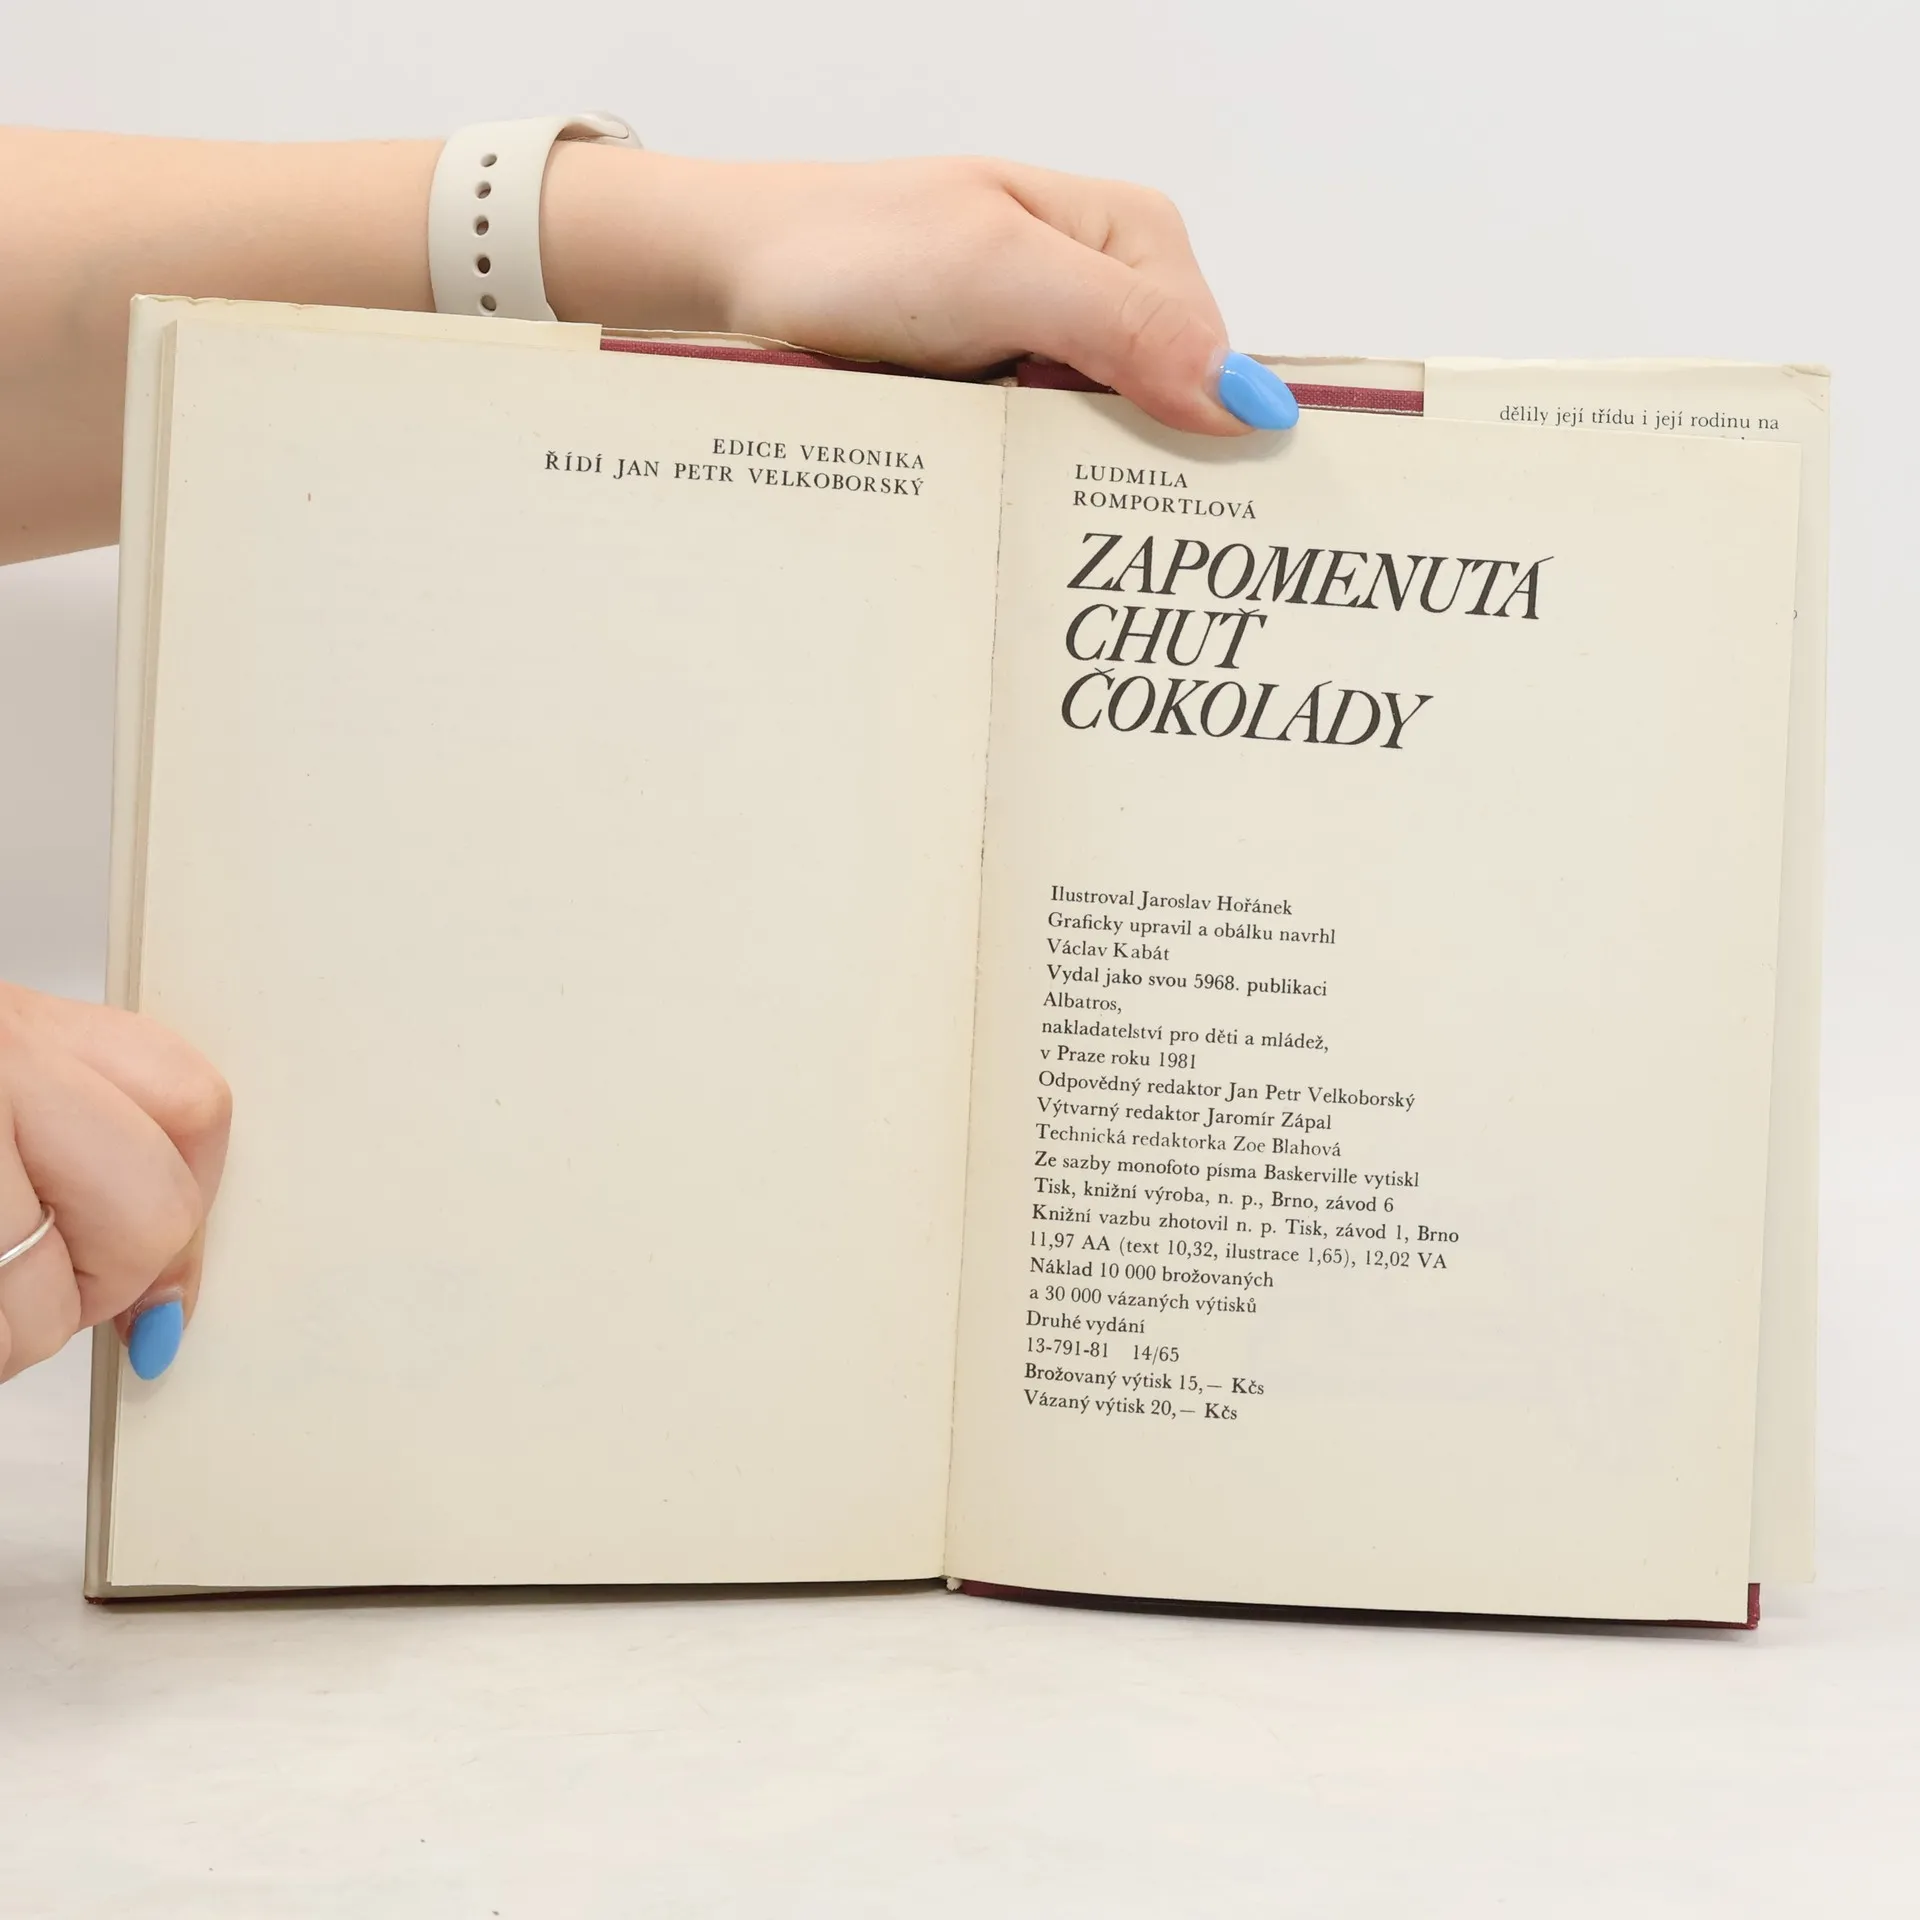 EDICE VERONIKA
ŘÍDÍ JAN PETR VELKOBORSKÝ
dělily její třídu i její rodinu na
LUDMILA
ROMPORTLOVÁ
ZAPOMENUTÁ
CHUŤ
ČOKOLÁDY
Ilustroval Jaroslav Hořánek
Graficky upravil a obálku navrhl
Václav Kabát
Vydal jako svou 5968. publikaci
Albatros,
nakladatelství pro děti a mládež,
v Praze roku 1981
Odpovědný redaktor Jan Petr Velkoborský
Výtvarný redaktor Jaromír Zápal
Technická redaktorka Zoe Blahová
Ze sazby monofoto písma Baskerville vytiskl
Tisk, knižní výroba, n. p., Brno, závod 6
Knižní vazbu zhotovil n. p. Tisk, závod 1, Brno
11,97 AA (text 10,32, ilustrace 1,65), 12,02 VA
Náklad 10 000 brožovaných
a 30 000 vázaných výtisků
Druhé vydání
13-791-81 14/65
Brožovaný výtisk 15,— Kčs
Vázaný výtisk 20,— Kčs